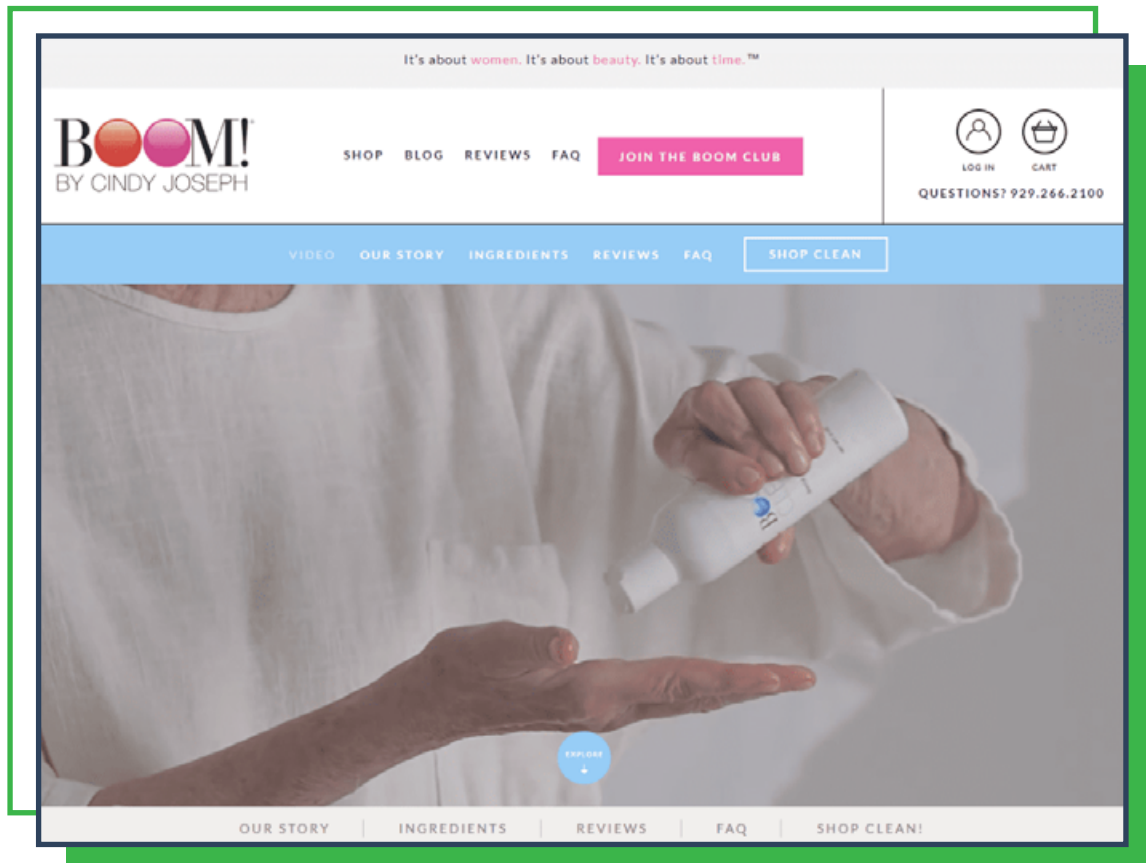 It's about women. It's about beauty. It's about time.™
BOOM!
BY CINDY JOSEPH
SHOP BLOG REVIEWS FAQ JOIN THE BOOM CLUB
LOG IN CART
QUESTIONS? 929.266.2100
VIDEO OUR STORY INGREDIENTS REVIEWS FAQ SHOP CLEAN
EXPLORE
OUR STORY INGREDIENTS REVIEWS FAQ SHOP CLEAN!